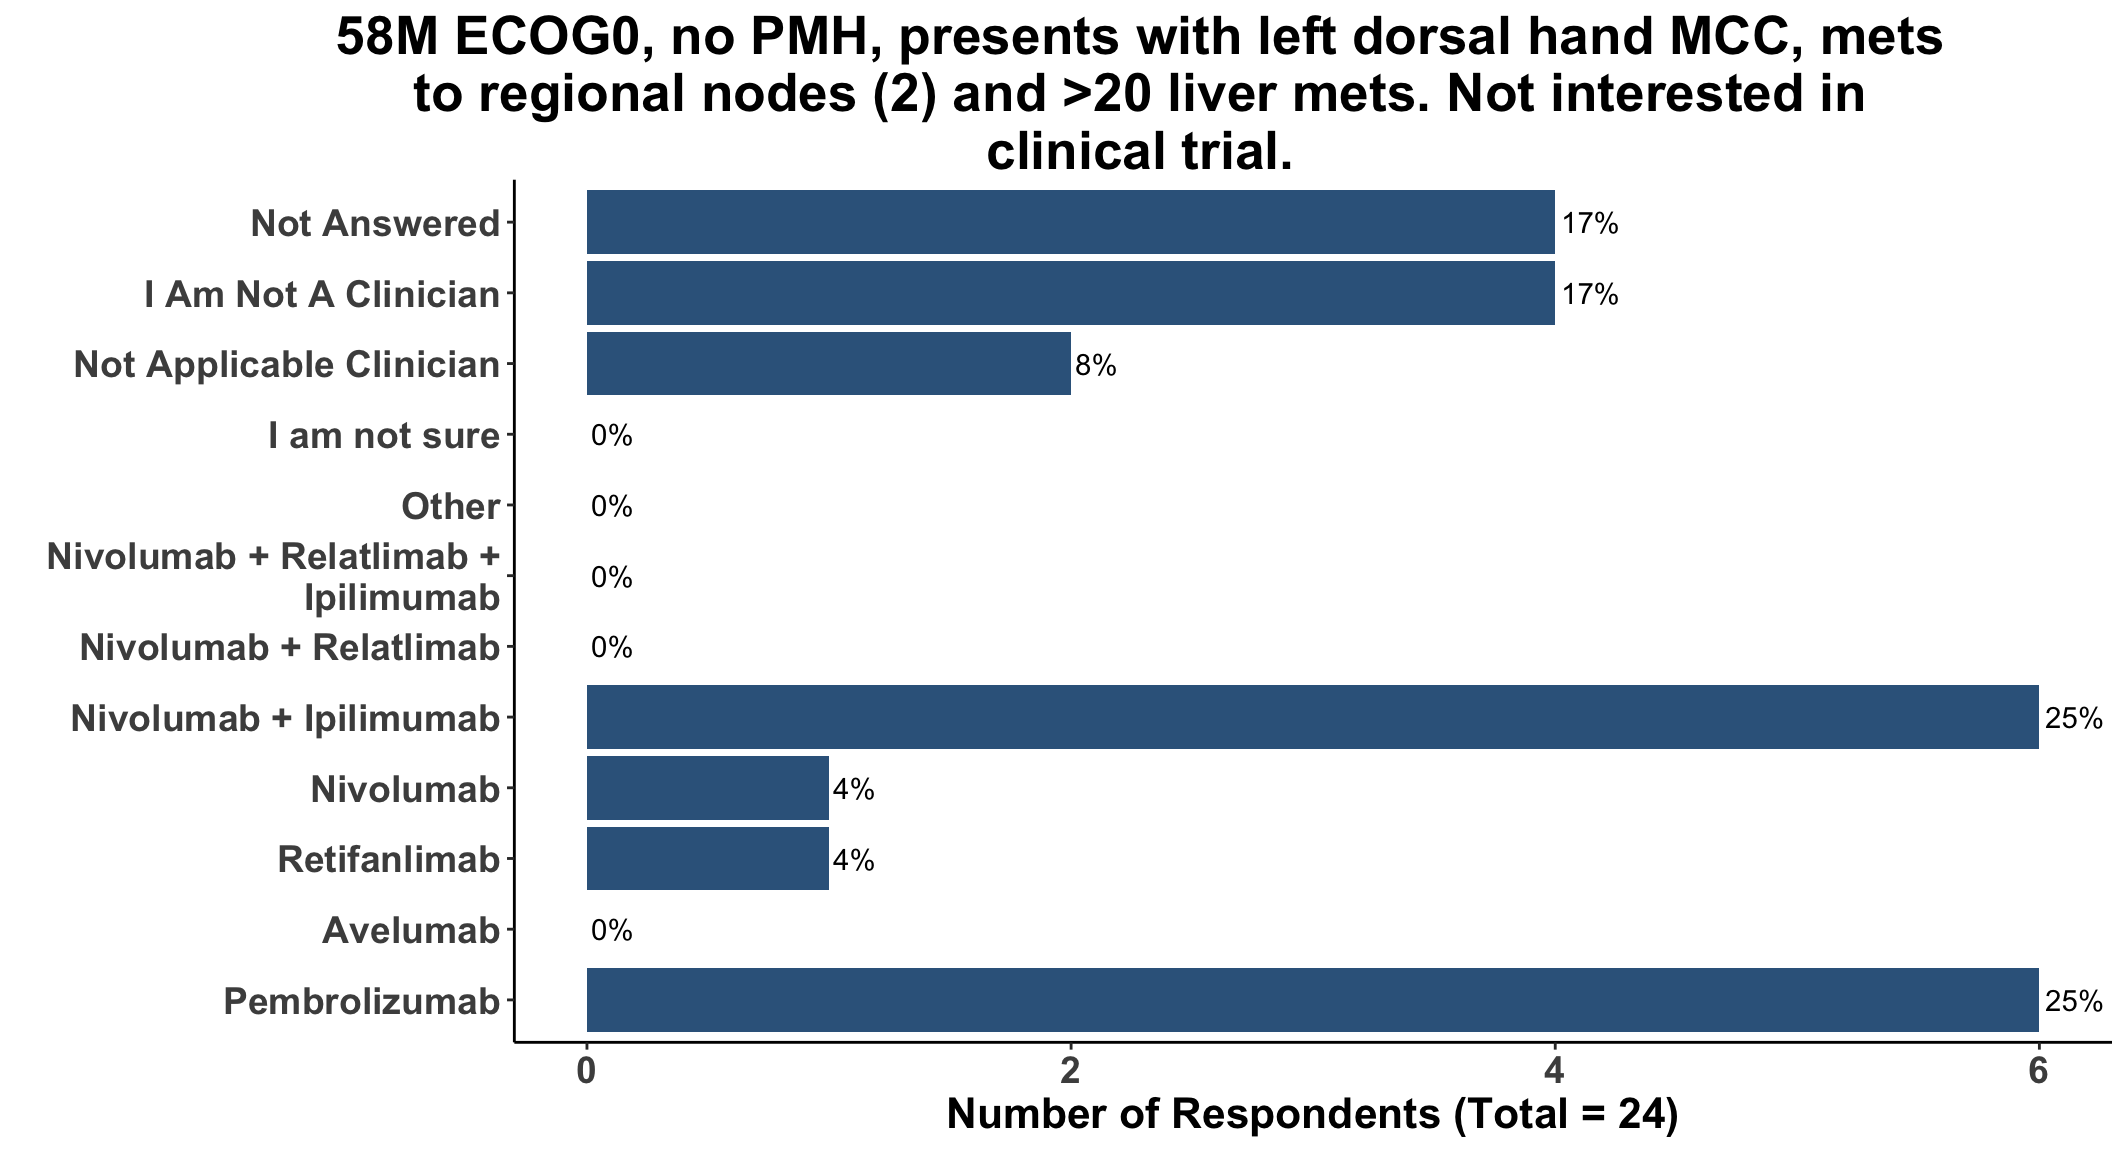 58M ECOG0, no PMH, presents with left dorsal hand MCC, mets
to regional nodes (2) and >20 liver mets. Not interested in
clinical trial.
Not Answered
17%
I Am Not A Clinician
17%
Not Applicable Clinician
8%
I am not sure
0%
Other
0%
Nivolumab + Relatlimab +
Ipilimumab
0%
Nivolumab + Relatlimab
0%
Nivolumab + Ipilimumab
25%
Nivolumab
4%
Retifanlimab
4%
Avelumab
0%
Pembrolizumab
25%
0 2 4 6
Number of Respondents (Total = 24)